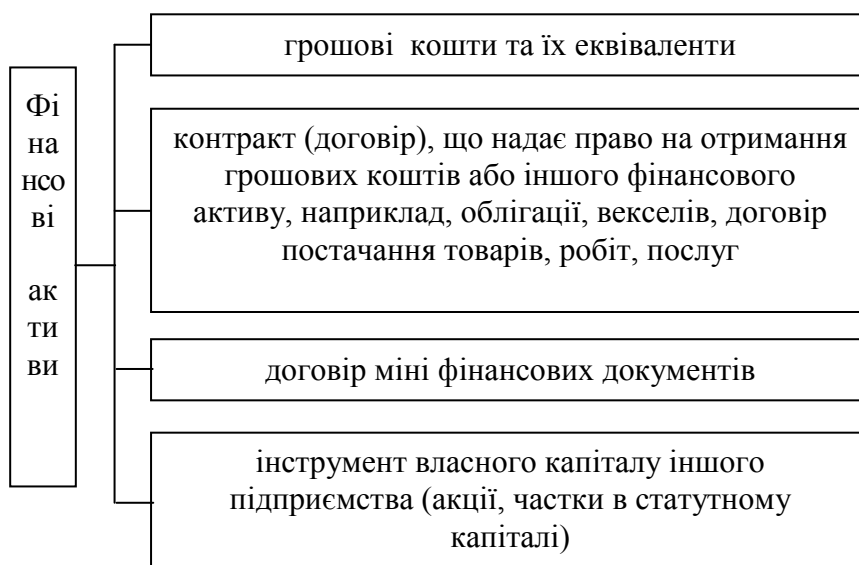 грошові кошти та їх еквіваленти
Фі
на
нсо
ві
ак
ти
ви
контракт (договір), що надає право на отримання
грошових коштів або іншого фінансового
активу, наприклад, облігації, векселів, договір
постачання товарів, робіт, послуг
договір міні фінансових документів
інструмент власного капіталу іншого
підприємства (акції, частки в статутному
капіталі)